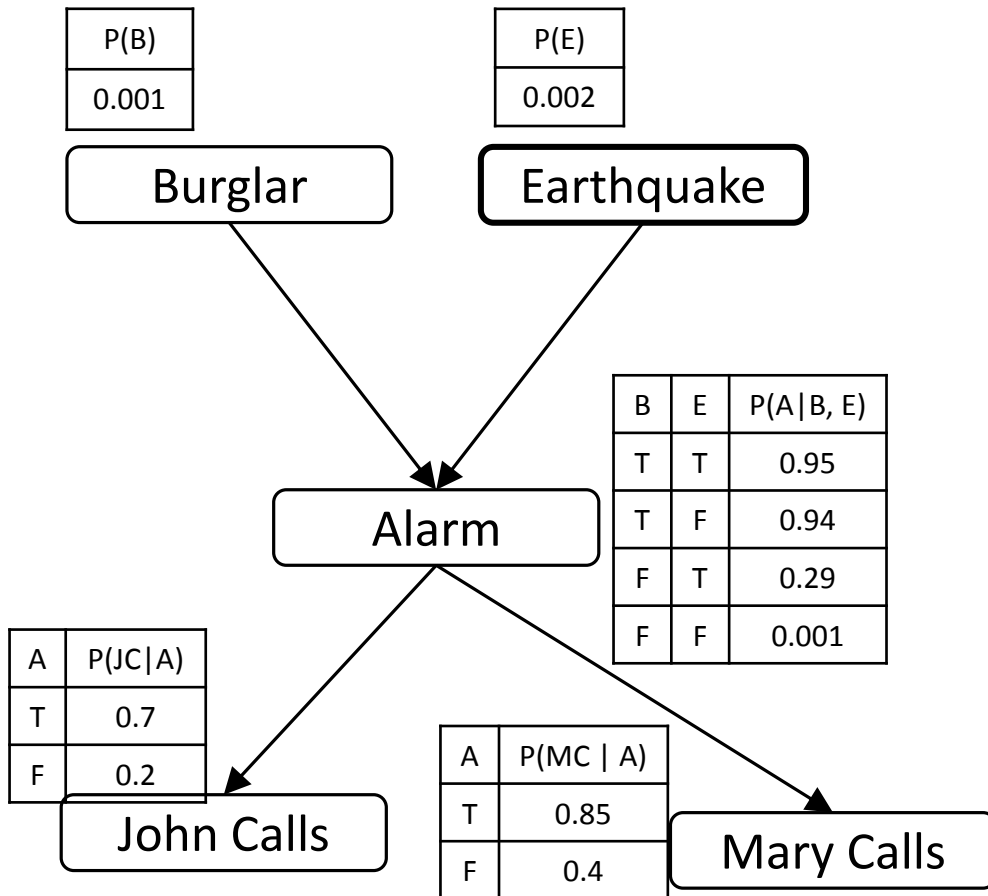 P(B)
0.001
P(E)
0.002
Burglar
Earthquake
B E P(A|B, E)
T T 0.95
T F 0.94
F T 0.29
F F 0.001
Alarm
A P(JC|A)
T 0.7
F 0.2
John Calls
A P(MC | A)
T 0.85
F 0.4
Mary Calls